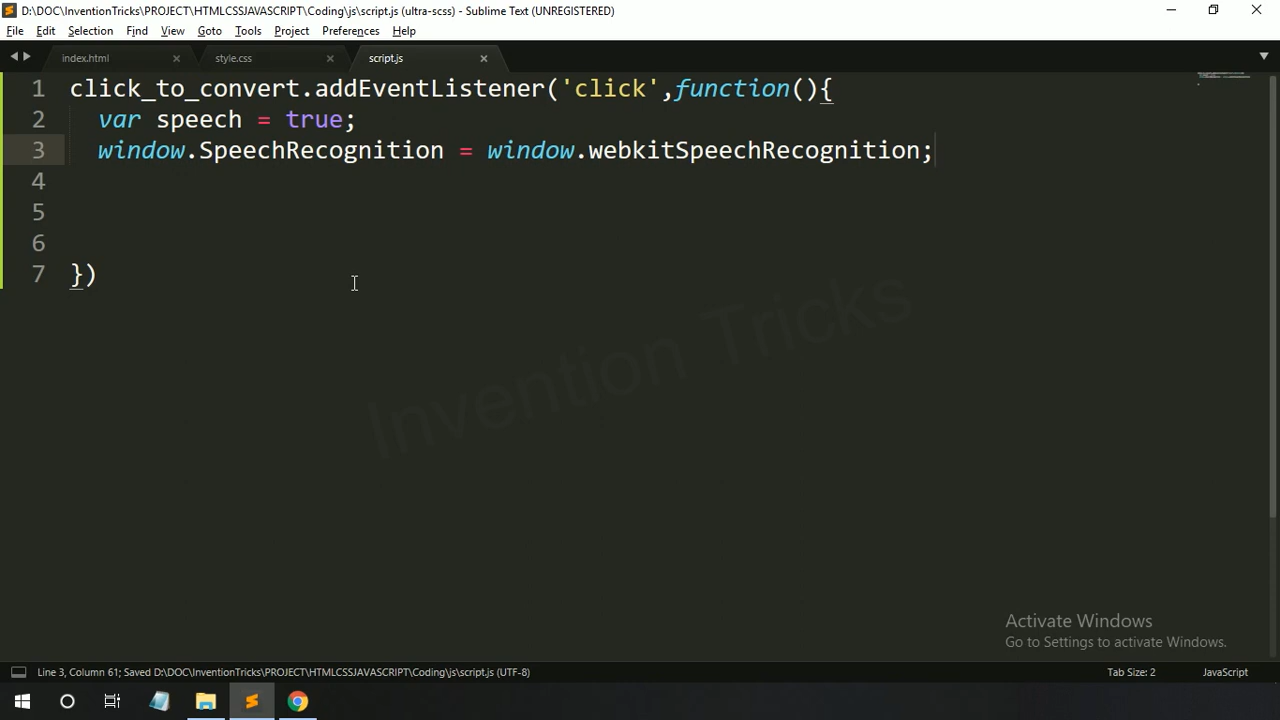 D:\DOC\InventionTricks\PROJECT\HTMLCSSJAVASCRIPT\Coding\js\script.js (ultra-scss) - Sublime Text (UNREGISTERED)
File Edit Selection Find View Goto Tools Project Preferences Help
index.html style.css script.js
1 click_to_convert.addEventListener('click',function(){
2 var speech = true;
3 window.SpeechRecognition = window.webkitSpeechRecognition;
4
5
6
7 })
Invention Tricks
Activate Windows
Go to Settings to activate Windows.
Line 3, Column 61; Saved D:\DOC\InventionTricks\PROJECT\HTMLCSSJAVASCRIPT\Coding\js\script.js (UTF-8) Tab Size: 2 JavaScript